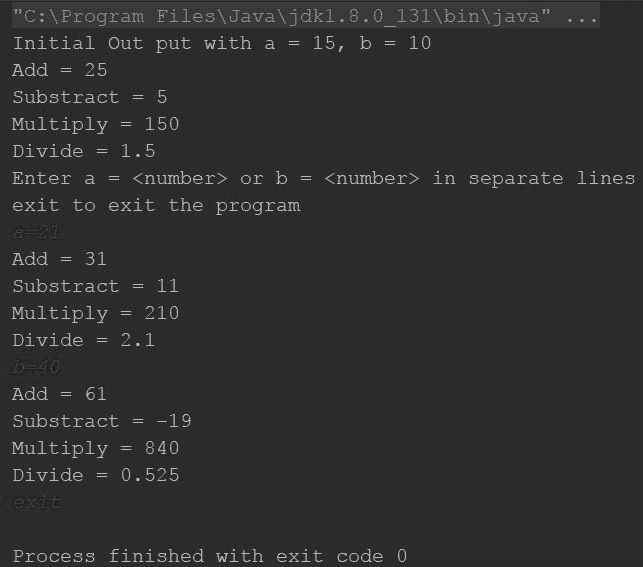 "C:\Program Files\Java\jdk1.8.0_131\bin\java" ...
Initial Out put with a = 15, b = 10
Add = 25
Substract = 5
Multiply = 150
Divide = 1.5
Enter a = <number> or b = <number> in separate lines
exit to exit the program
a=21
Add = 31
Substract = 11
Multiply = 210
Divide = 2.1
b=40
Add = 61
Substract = -19
Multiply = 840
Divide = 0.525
exit
Process finished with exit code 0